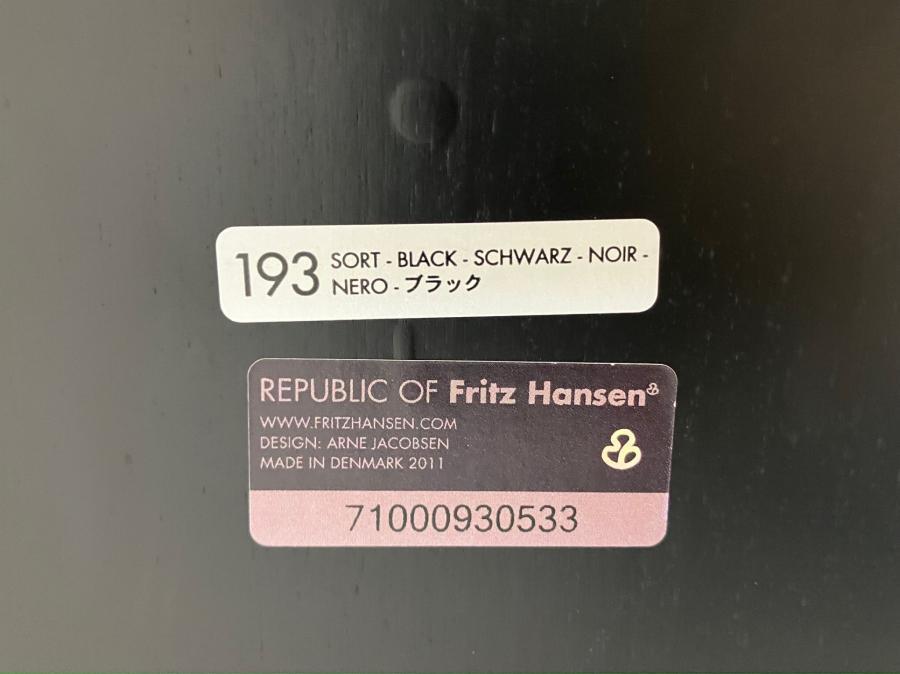 193
SORT - BLACK - SCHWARZ - NOIR -
NERO - ブラック
REPUBLIC OF Fritz Hansen
WWW.FRITZHANSEN.COM
DESIGN: ARNE JACOBSEN
MADE IN DENMARK 2011
71000930533